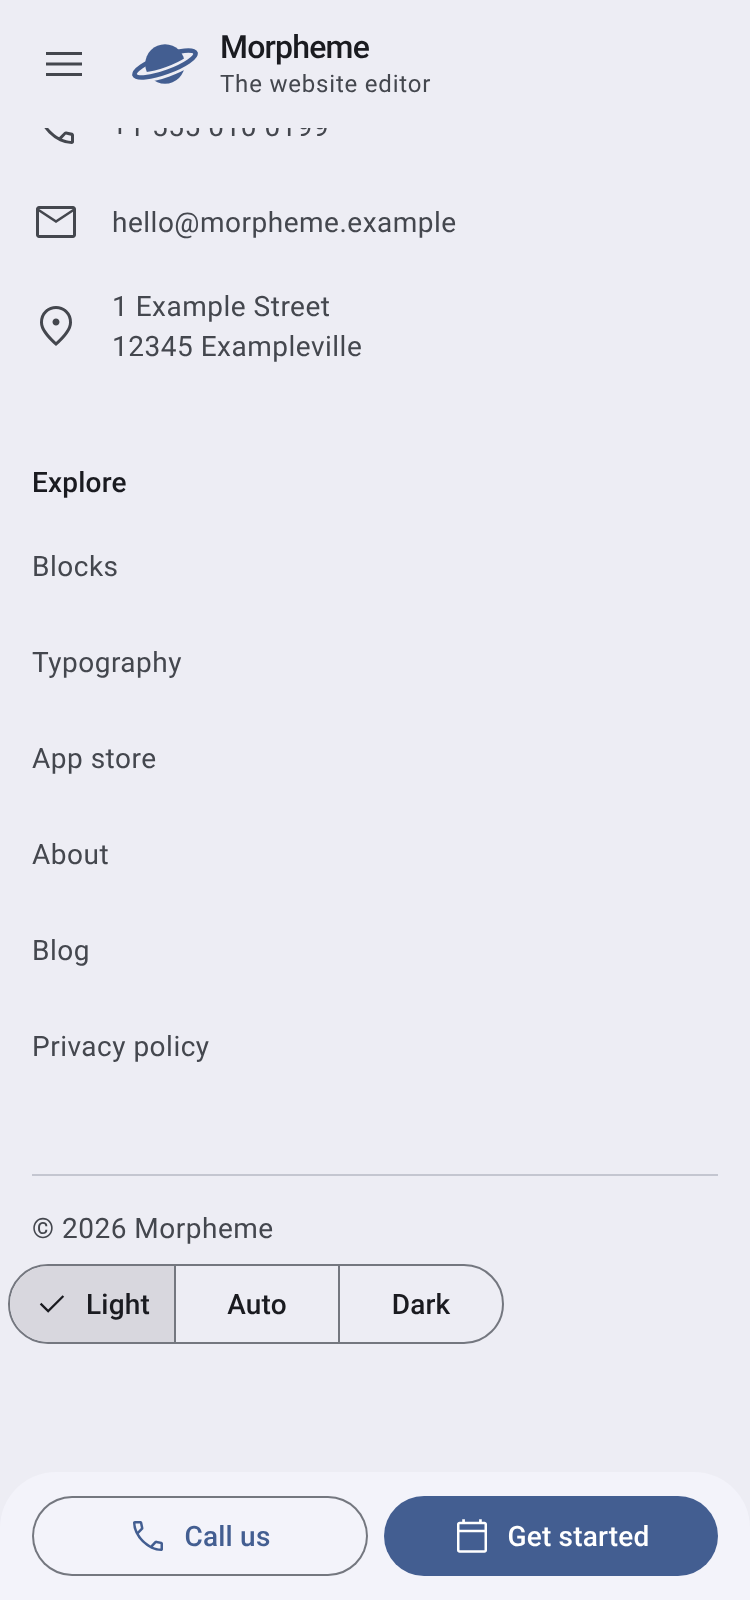 Morpheme
The website editor
hello@morpheme.example
1 Example Street
12345 Exampleville
Explore
Blocks
Typography
App store
About
Blog
Privacy policy
© 2026 Morpheme
Light
Auto
Dark
Call us
Get started